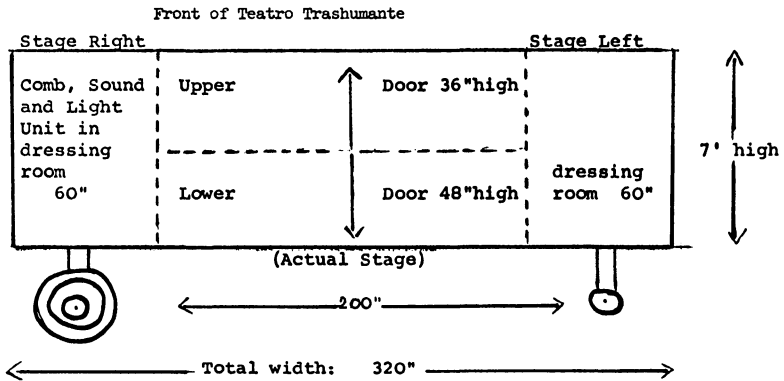 Front of Teatro Trashumante
Stage Right
Stage Left
Comb, Sound
and Light
Unit in
dressing
room
60"
Upper
Door 36"high
Lower
Door 48"high
dressing
room 60"
7' high
(Actual Stage)
200"
Total width: 320"